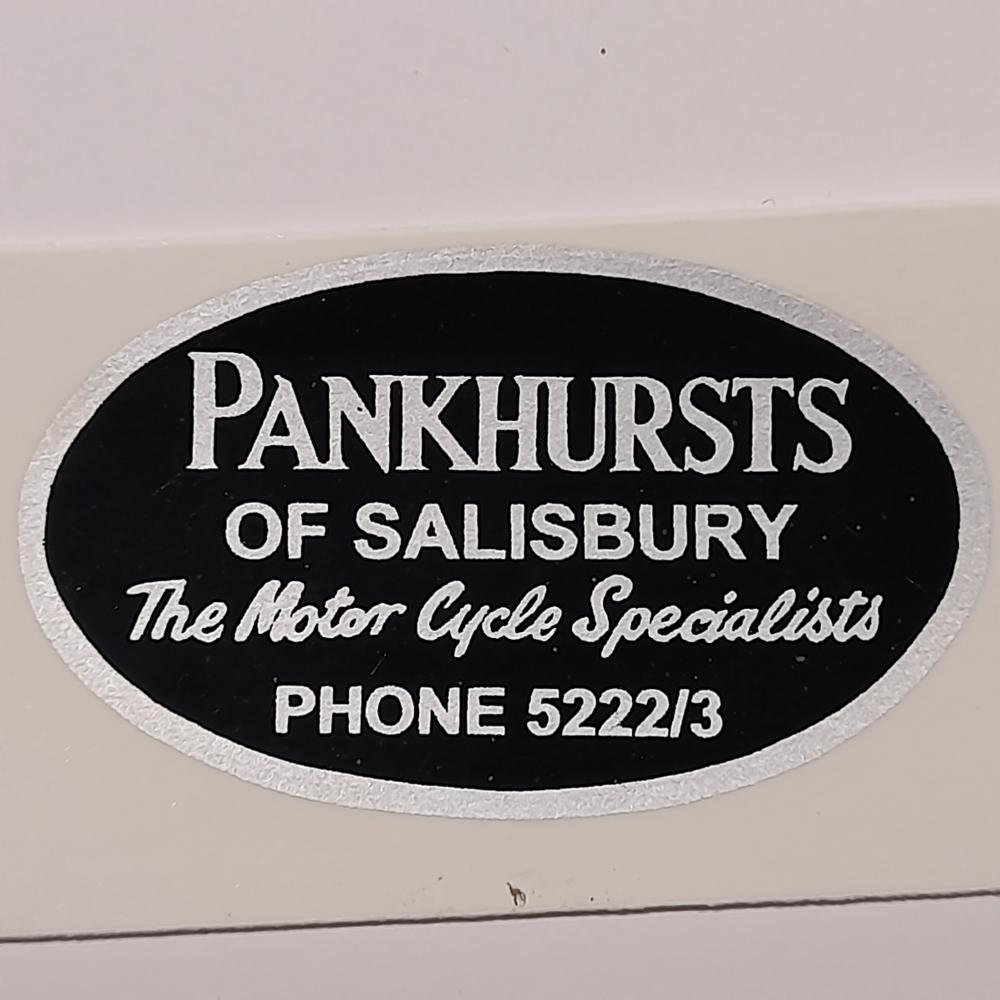 PANKHURSTS
OF SALISBURY
The Motor Cycle Specialists
PHONE 5222/3